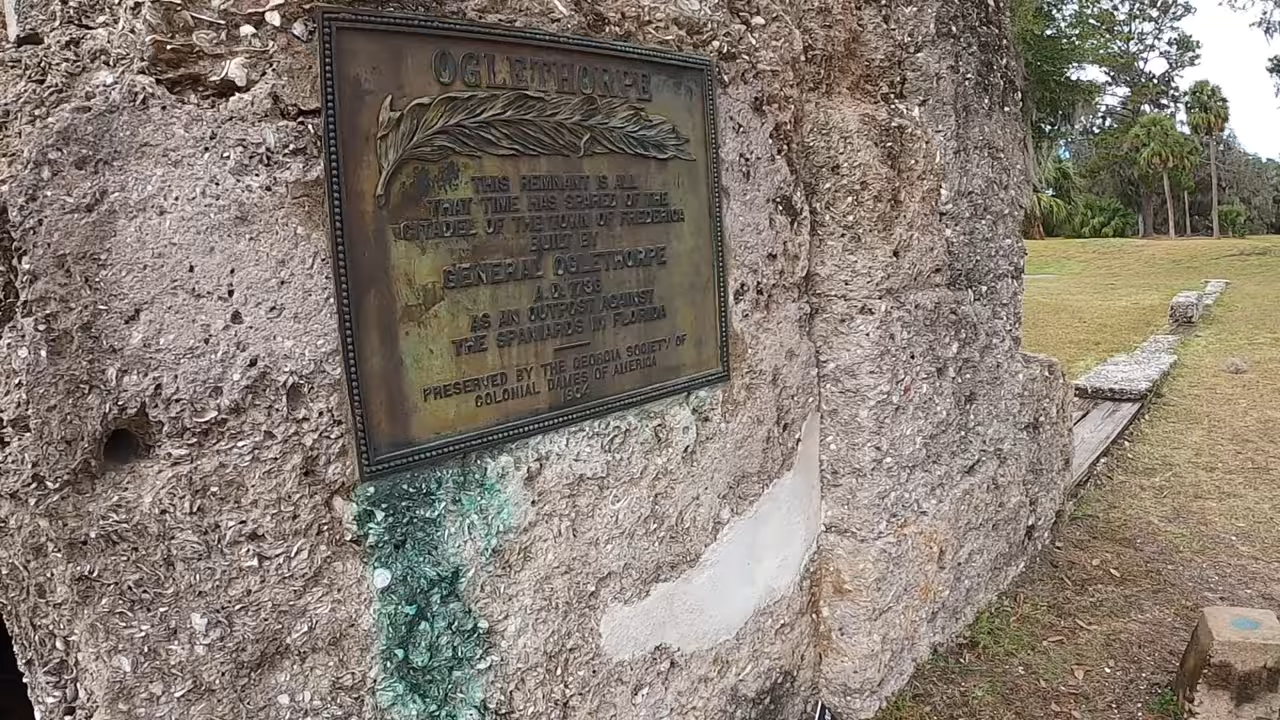 OGLETHORPE
THIS REMNANT IS ALL
THAT TIME HAS SPARED OF THE
CITADEL OF THE TOWN OF FREDERICA
BUILT BY
GENERAL OGLETHORPE
A.D. 1736
AS AN OUTPOST AGAINST
THE SPANIARDS IN FLORIDA
PRESERVED BY THE GEORGIA SOCIETY OF
COLONIAL DAMES OF AMERICA
1904